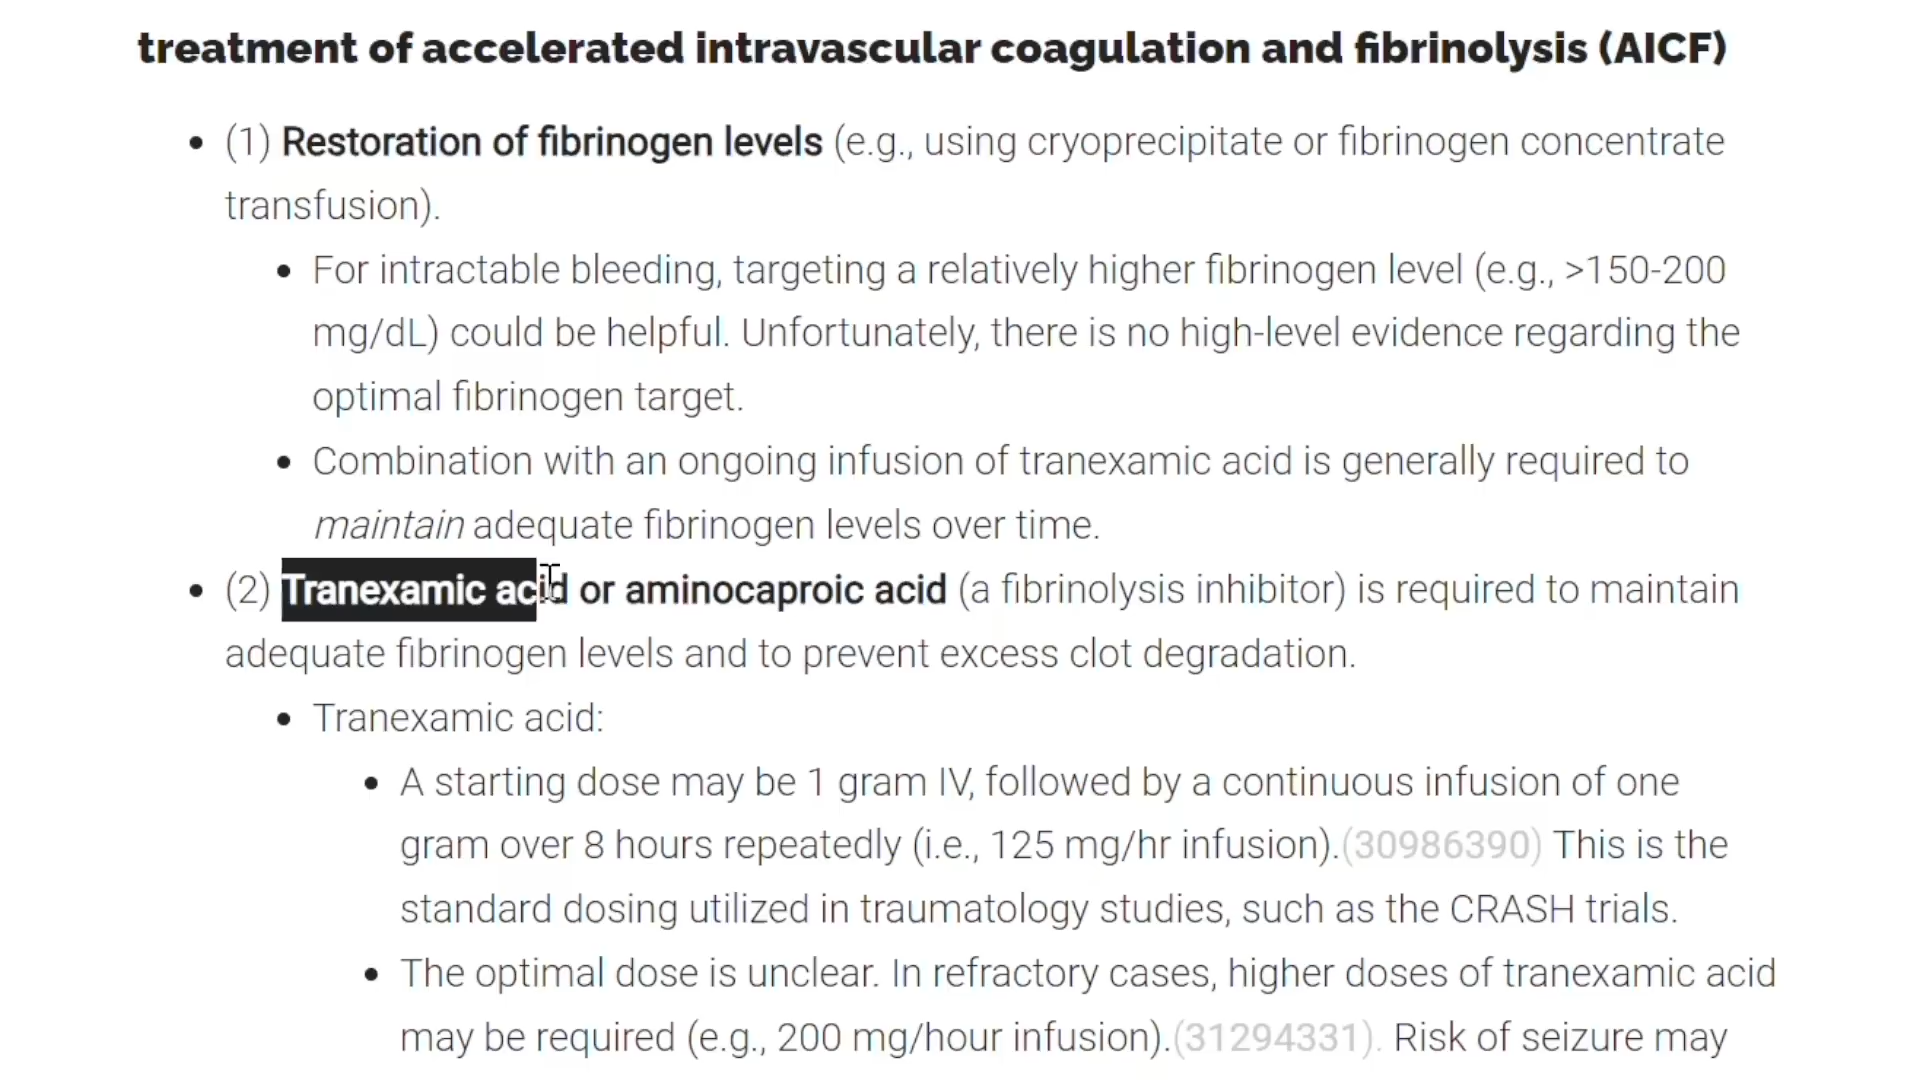 treatment of accelerated intravascular coagulation and fibrinolysis (AICF)
• (1) Restoration of fibrinogen levels (e.g., using cryoprecipitate or fibrinogen concentrate
transfusion).
• For intractable bleeding, targeting a relatively higher fibrinogen level (e.g., >150-200
mg/dL) could be helpful. Unfortunately, there is no high-level evidence regarding the
optimal fibrinogen target.
• Combination with an ongoing infusion of tranexamic acid is generally required to
maintain adequate fibrinogen levels over time.
• (2) Tranexamic acid or aminocaproic acid (a fibrinolysis inhibitor) is required to maintain
adequate fibrinogen levels and to prevent excess clot degradation.
• Tranexamic acid:
• A starting dose may be 1 gram IV, followed by a continuous infusion of one
gram over 8 hours repeatedly (i.e., 125 mg/hr infusion).(30986390) This is the
standard dosing utilized in traumatology studies, such as the CRASH trials.
• The optimal dose is unclear. In refractory cases, higher doses of tranexamic acid
may be required (e.g., 200 mg/hour infusion).(31294331). Risk of seizure may